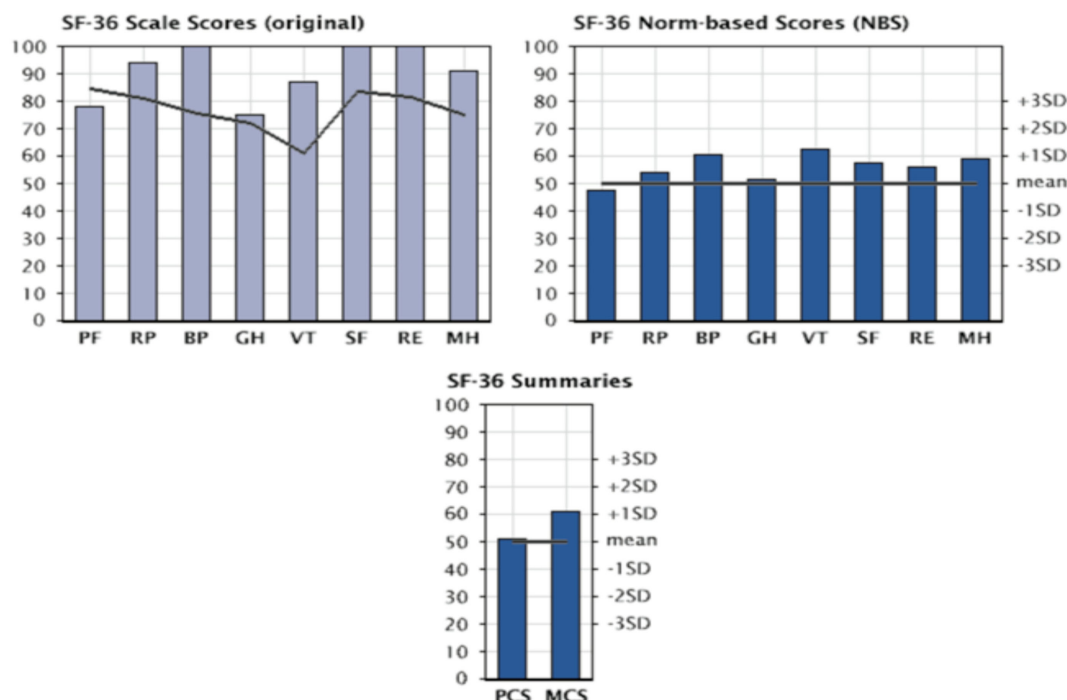 SF-36 Scale Scores (original)
100
90
80
70
60
50
40
30
20
10
0
PF RP BP GH VT SF RE MH
SF-36 Norm-based Scores (NBS)
100
90
80
70
60
50
40
30
20
10
0
+3SD
+2SD
+1SD
mean
-1SD
-2SD
-3SD
PF RP BP GH VT SF RE MH
SF-36 Summaries
100
90
80
70
60
50
40
30
20
10
0
+3SD
+2SD
+1SD
mean
-1SD
-2SD
-3SD
PCS MCS